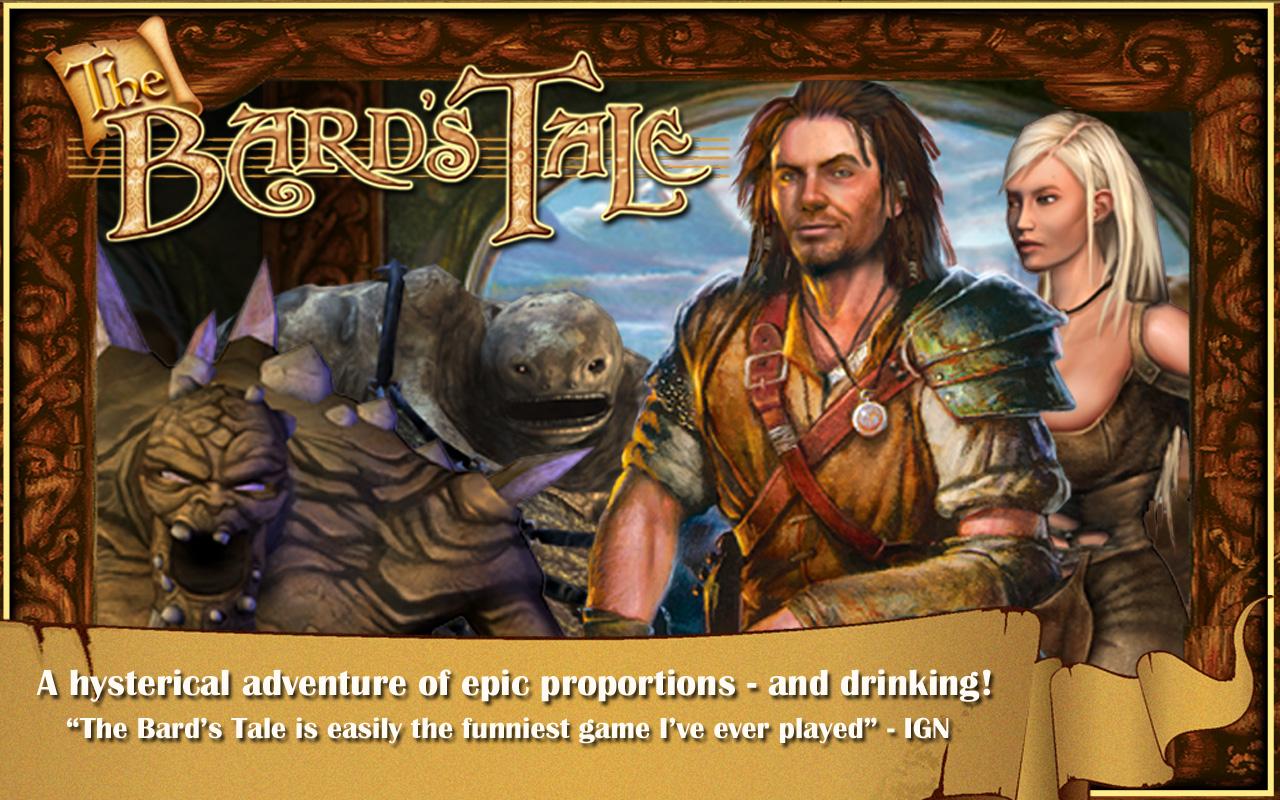 The
Bard's Tale
A hysterical adventure of epic proportions - and drinking!
“The Bard’s Tale is easily the funniest game I’ve ever played” - IGN